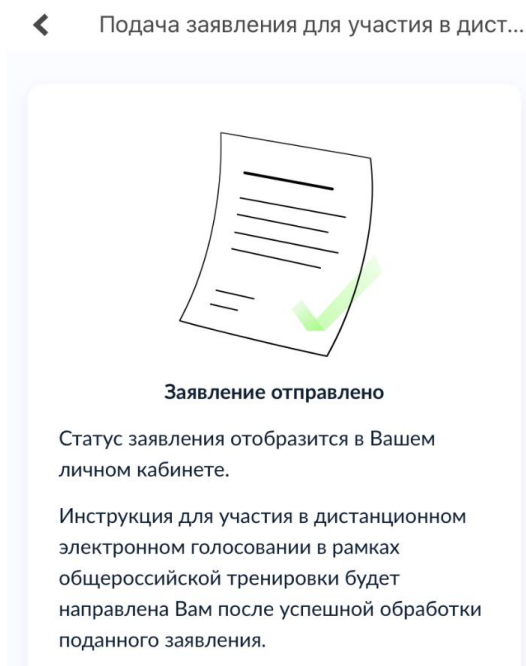 Подача заявления для участия в дист...
Заявление отправлено
Статус заявления отобразится в Вашем
личном кабинете.
Инструкция для участия в дистанционном
электронном голосовании в рамках
общероссийской тренировки будет
направлена Вам после успешной обработки
поданного заявления.